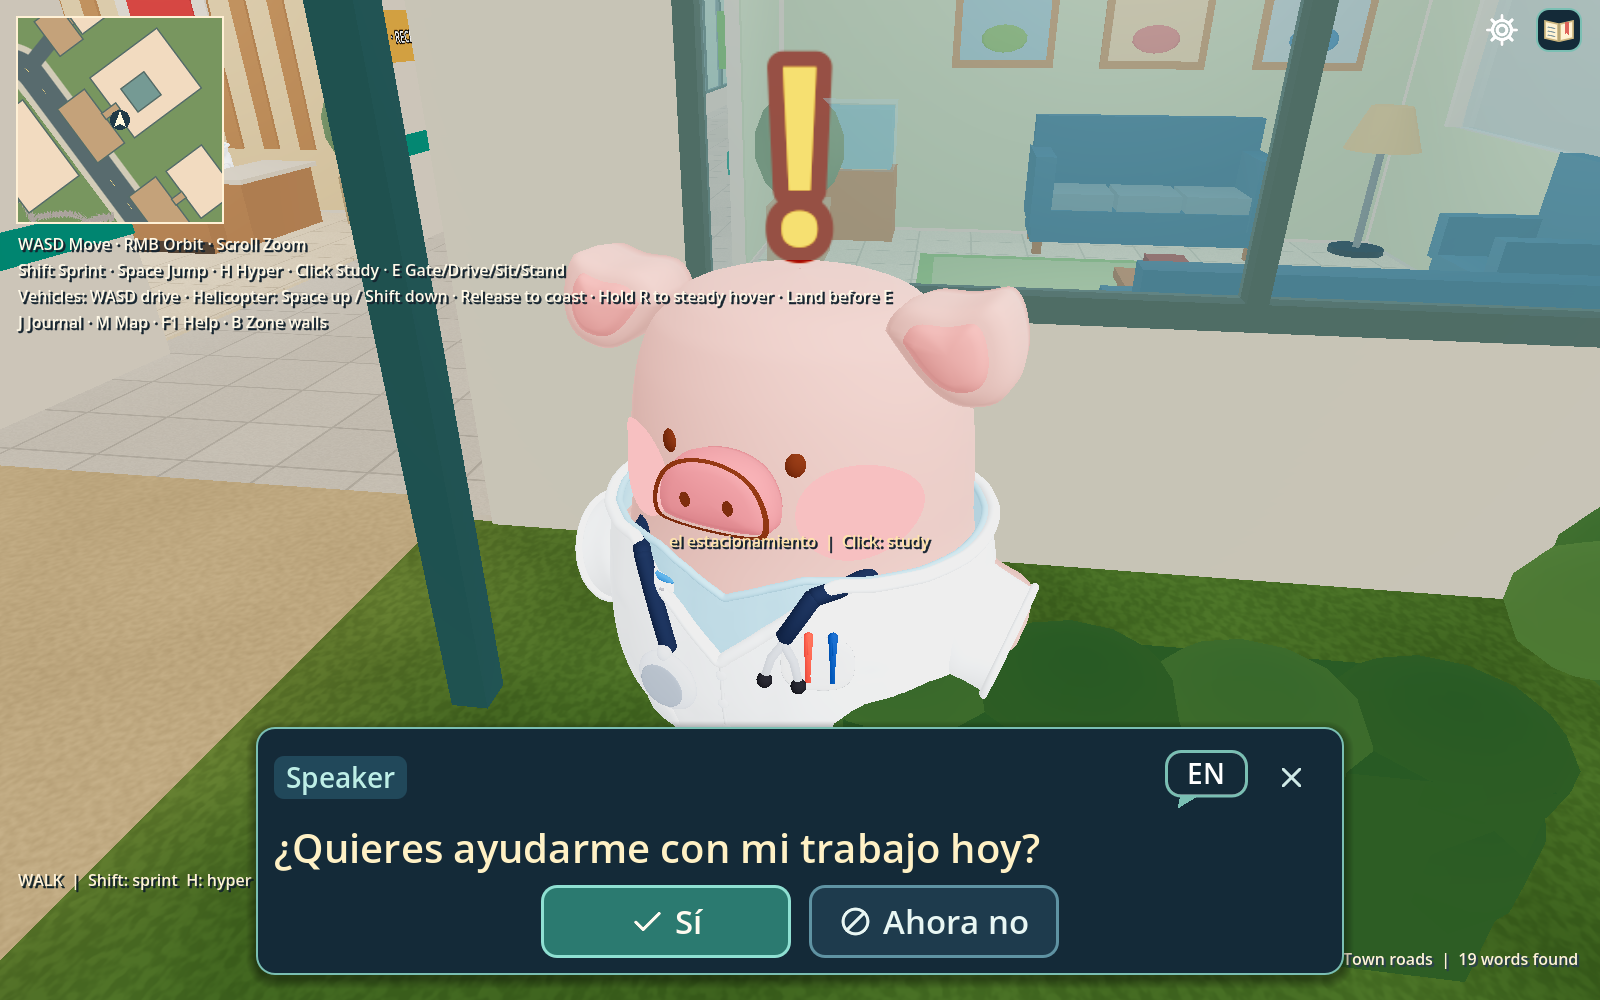 REC
WASD Move · RMB Orbit · Scroll Zoom
Shift Sprint · Space Jump · H Hyper · Click Study · E Gate/Drive/Sit/Stand
Vehicles: WASD drive · Helicopter: Space up / Shift down · Release to coast · Hold R to steady hover · Land before E
J Journal · M Map · F1 Help · B Zone walls
el estacionamiento | Click: study
Speaker
EN
¿Quieres ayudarme con mi trabajo hoy?
Sí
Ahora no
WALK | Shift: sprint H: hyper
Town roads | 19 words found